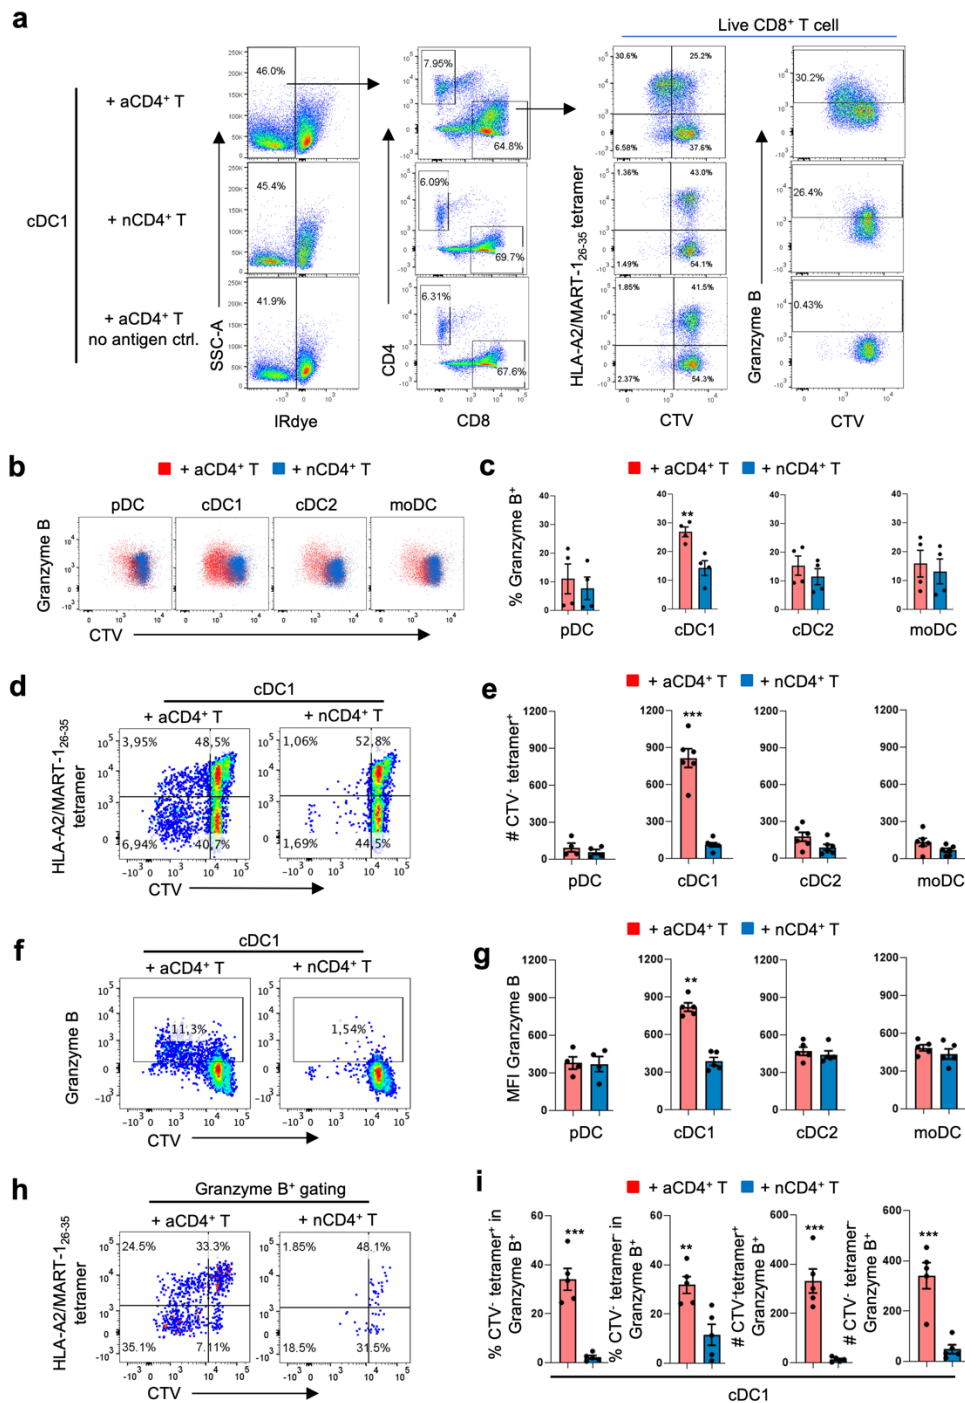 a
Live CD8+ T cell
cDC1
+ aCD4+ T
+ nCD4+ T
+ aCD4+ T
no antigen ctrl.
46.0%
45.4%
41.9%
SSC-A
IRdye
7.95%
64.8%
6.09%
69.7%
6.31%
67.6%
CD4
CD8
30.6% 25.2%
6.58% 37.6%
1.36% 43.0%
1.49% 54.1%
1.85% 41.5%
2.37% 54.3%
HLA-A2/MART-1 26-35 tetramer
CTV
30.2%
26.4%
0.43%
Granzyme B
CTV
b
+ aCD4+ T + nCD4+ T
pDC cDC1 cDC2 moDC
Granzyme B
CTV
c
+ aCD4+ T + nCD4+ T
% Granzyme B+
**
pDC cDC1 cDC2 moDC
d
cDC1
+ aCD4+ T + nCD4+ T
3,95% 48,5%
6,94% 40,7%
1,06% 52,8%
1,69% 44,5%
HLA-A2/MART-1 26-35
tetramer
CTV
e
+ aCD4+ T + nCD4+ T
# CTV- tetramer+
***
pDC cDC1 cDC2 moDC
f
cDC1
+ aCD4+ T + nCD4+ T
11,3%
1,54%
Granzyme B
CTV
g
+ aCD4+ T + nCD4+ T
MFI Granzyme B
**
pDC cDC1 cDC2 moDC
h
Granzyme B+ gating
+ aCD4+ T + nCD4+ T
24.5% 33.3%
35.1% 7.11%
1.85% 48.1%
18.5% 31.5%
HLA-A2/MART-1 26-35
tetramer
CTV
i
+ aCD4+ T + nCD4+ T
% CTV- tetramer+ in
Granzyme B+
***
% CTV- tetramer- in
Granzyme B+
**
# CTV-tetramer+
Granzyme B+
***
# CTV- tetramer-
Granzyme B+
***
cDC1